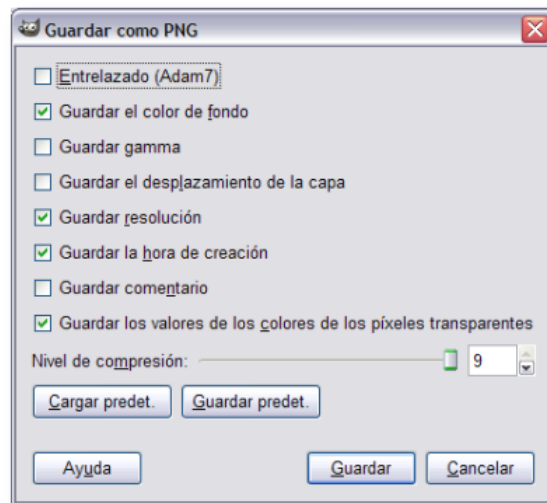 Guardar como PNG
Entrelazado (Adam7)
Guardar el color de fondo
Guardar gamma
Guardar el desplazamiento de la capa
Guardar resolución
Guardar la hora de creación
Guardar comentario
Guardar los valores de los colores de los píxeles transparentes
Nivel de compresión: 9
Cargar predet. Guardar predet.
Ayuda Guardar Cancelar